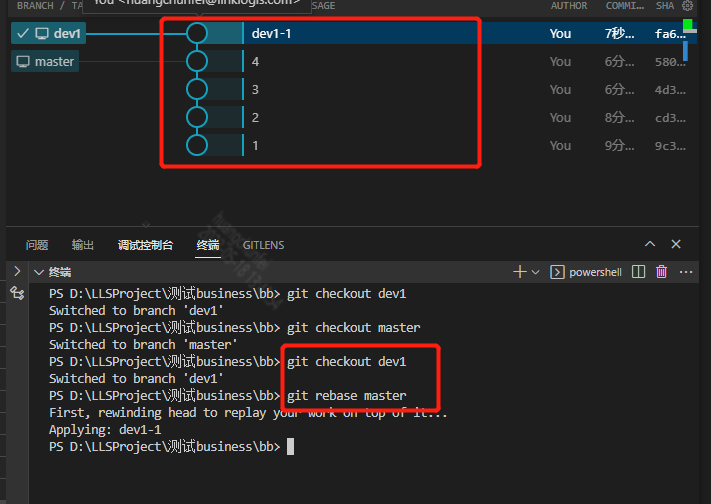 BRANCH / TA
You <huangchunfei@linklogis.com>
SAGE AUTHOR COMMI... SHA
dev1 dev1-1 You 7秒... fa6...
master 4 You 6分... 580...
3 You 6分... 4d3...
2 You 8分... cd3...
1 You 9分... 9c3...
问题 输出 调试控制台 终端 GITLENS
终端 powershell
PS D:\LLSProject\测试business\bb> git checkout dev1
Switched to branch 'dev1'
PS D:\LLSProject\测试business\bb> git checkout master
Switched to branch 'master'
PS D:\LLSProject\测试business\bb> git checkout dev1
Switched to branch 'dev1'
PS D:\LLSProject\测试business\bb> git rebase master
First, rewinding head to replay your work on top of it...
Applying: dev1-1
PS D:\LLSProject\测试business\bb>